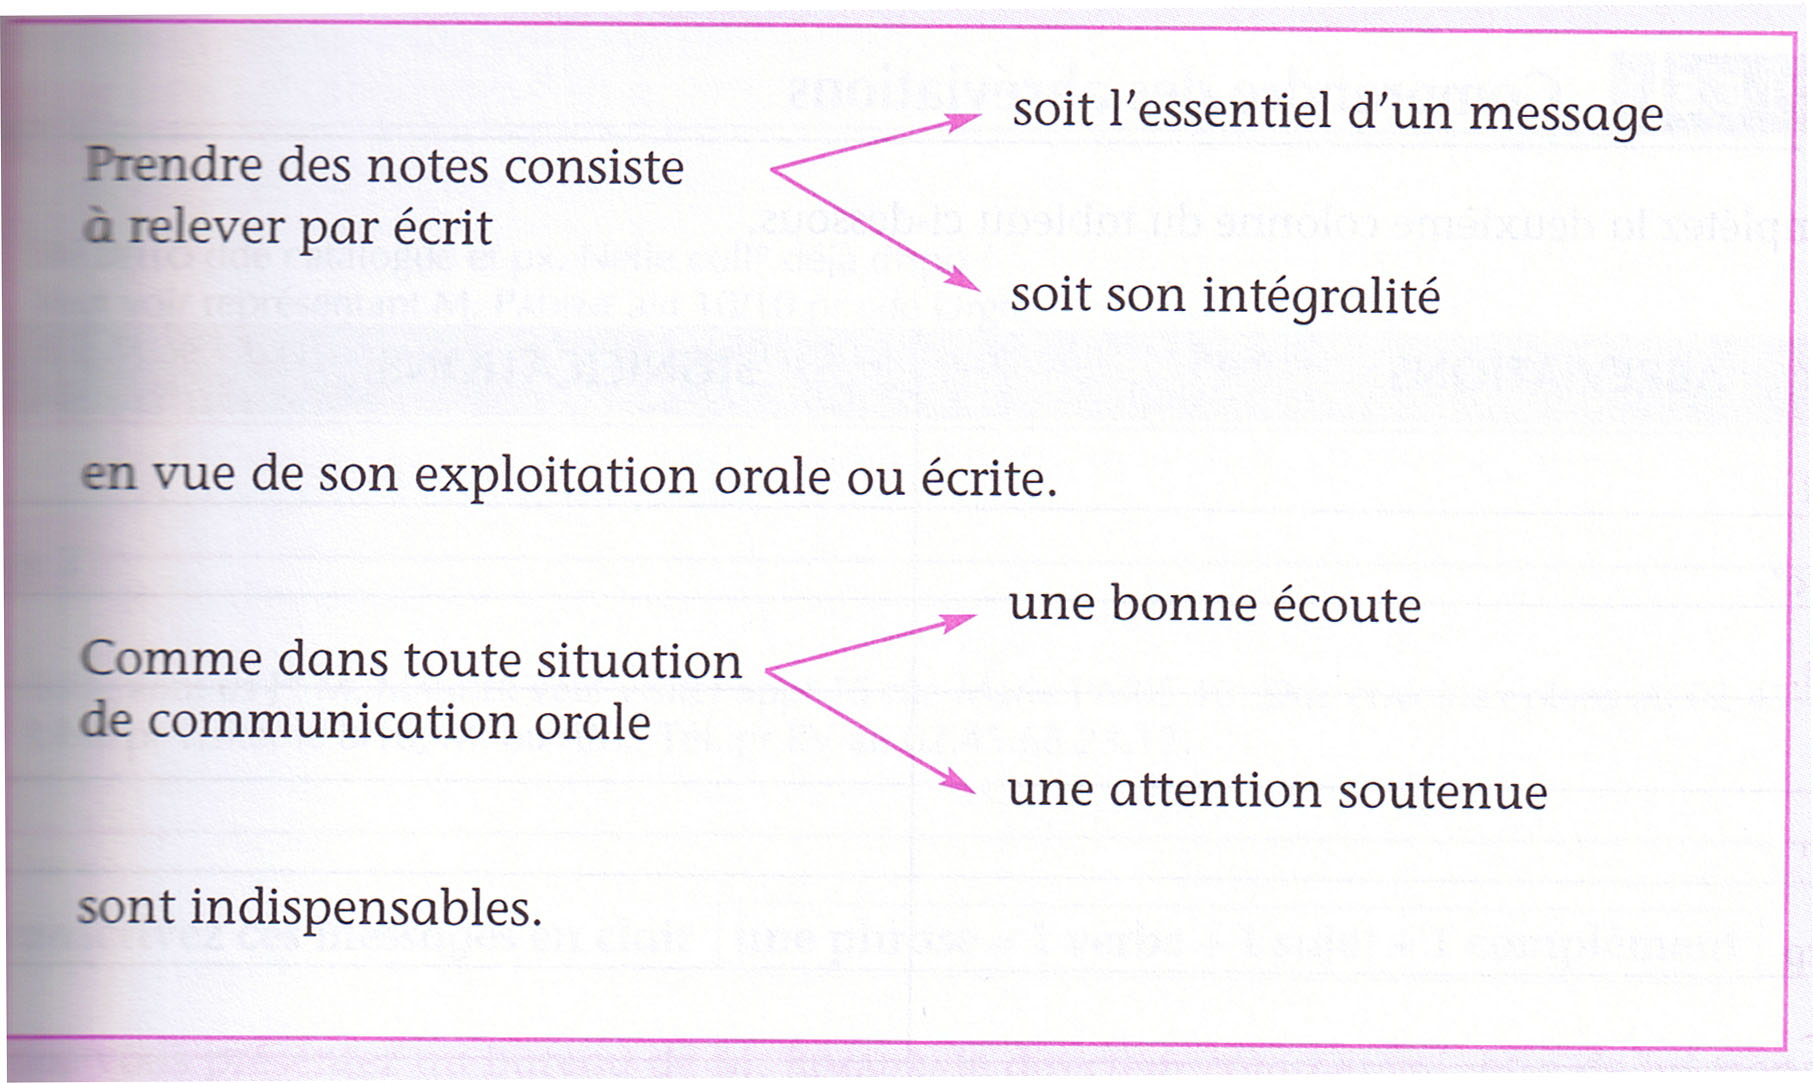 Prendre des notes consiste
à relever par écrit
soit l'essentiel d'un message
soit son intégralité
en vue de son exploitation orale ou écrite.
Comme dans toute situation
de communication orale
une bonne écoute
une attention soutenue
sont indispensables.